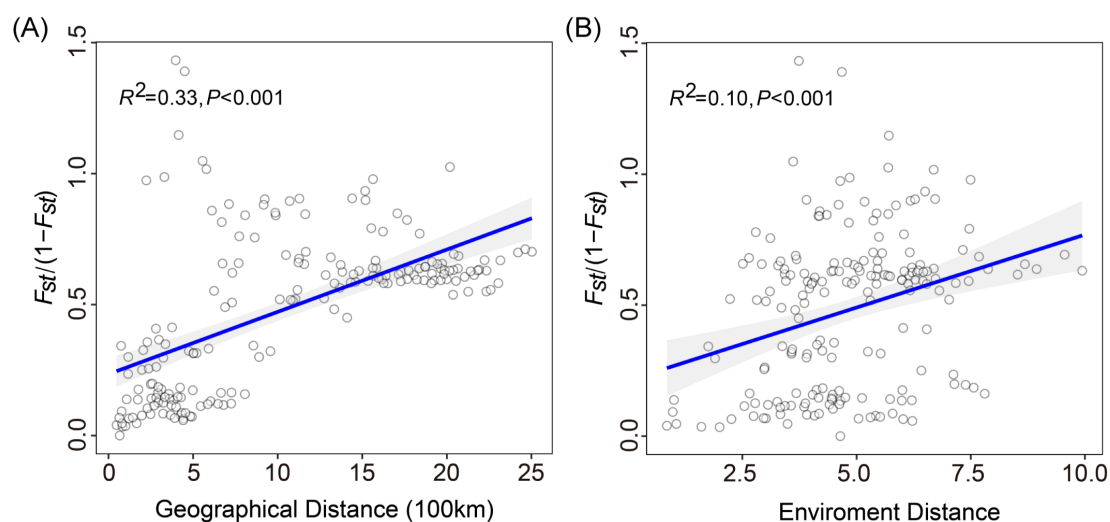 (A)
1.5
1.0
0.5
0.0
Fst/(1−Fst)
R²=0.33, P<0.001
0 5 10 15 20 25
Geographical Distance (100km)
(B)
1.5
1.0
0.5
0.0
Fst/(1−Fst)
R²=0.10, P<0.001
2.5 5.0 7.5 10.0
Enviroment Distance